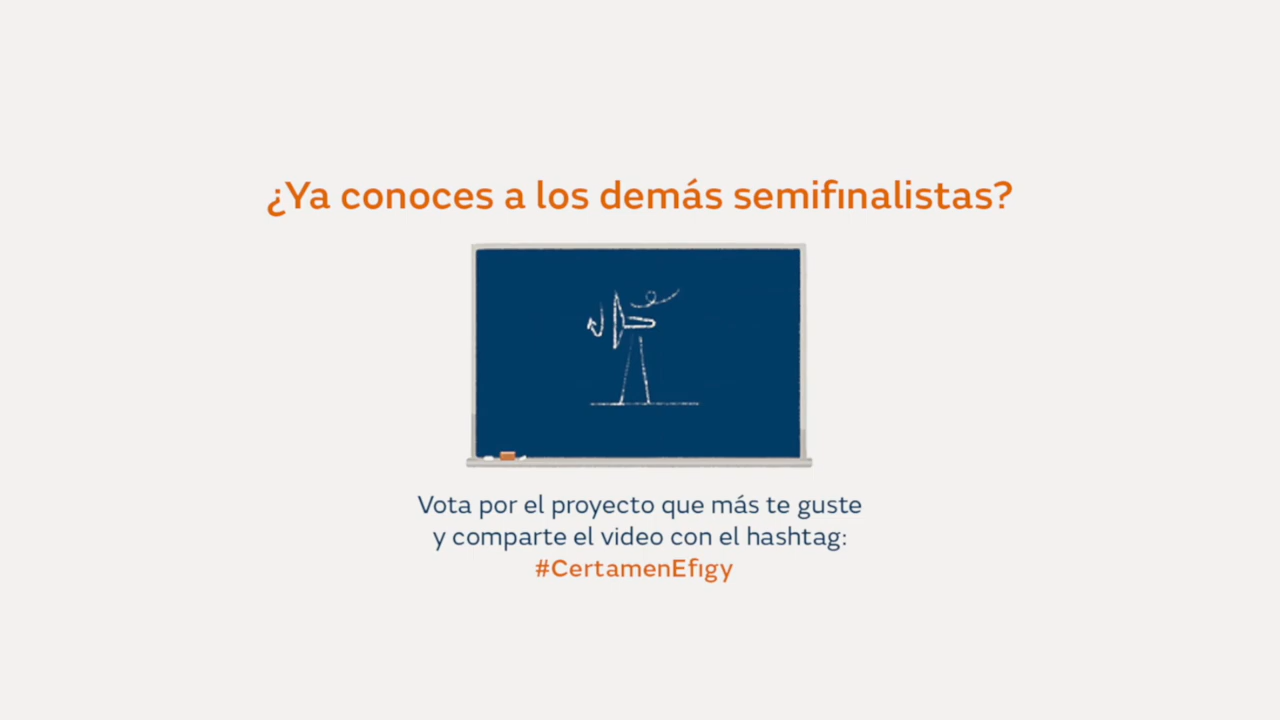 ¿Ya conoces a los demás semifinalistas?
Vota por el proyecto que más te guste
y comparte el video con el hashtag:
#CertamenEfigy